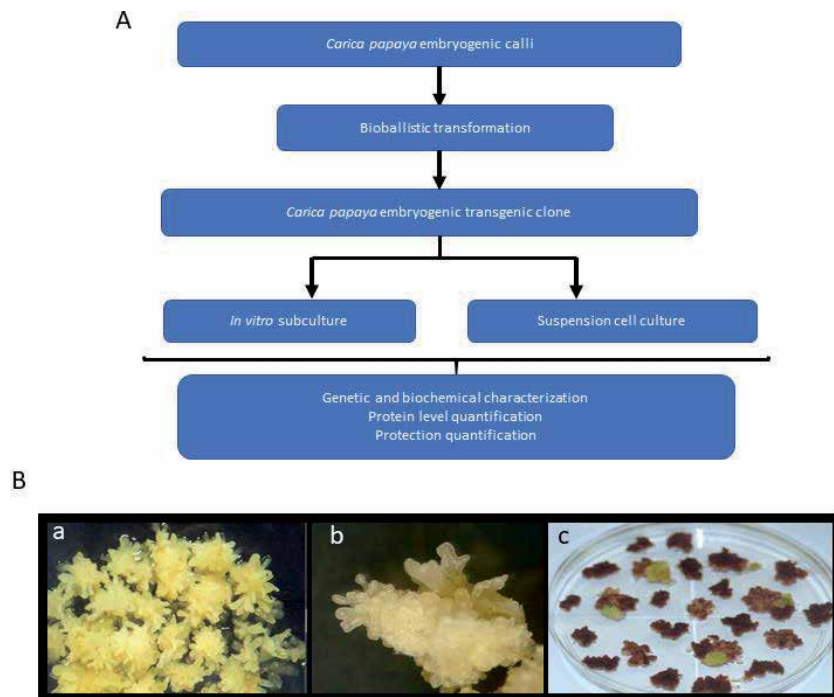 A
Carica papaya embryogenic calli
Bioballistic transformation
Carica papaya embryogenic transgenic clone
In vitro subculture
Suspension cell culture
Genetic and biochemical characterization
Protein level quantification
Protection quantification
B
a
b
c